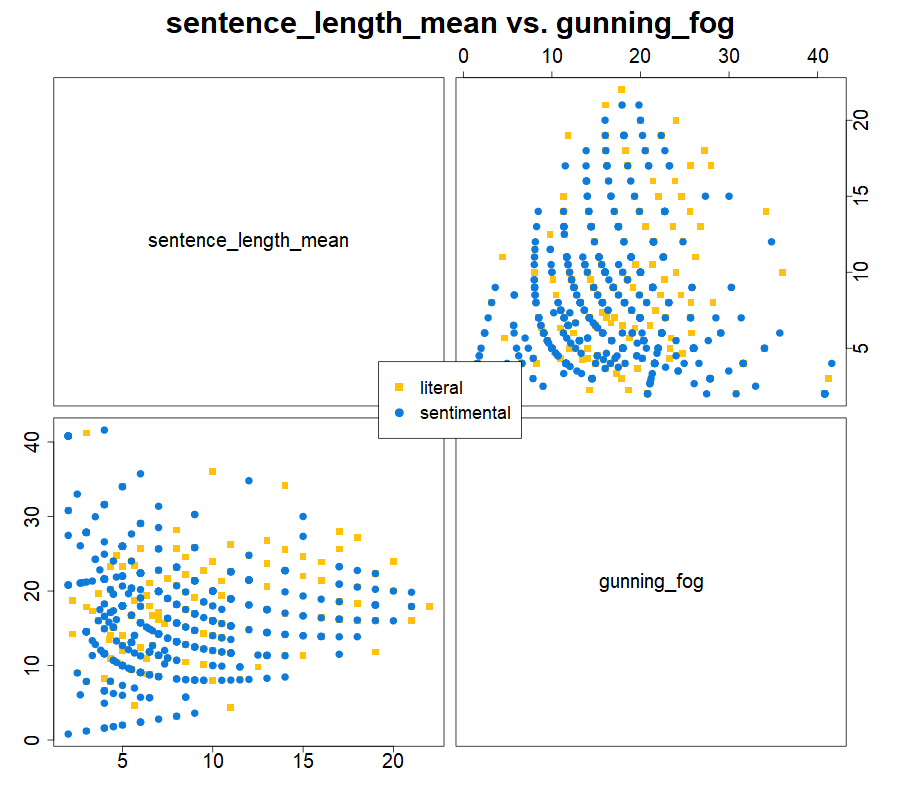 sentence_length_mean vs. gunning_fog
0 10 20 30 40
sentence_length_mean
5 10 15 20
literal
sentimental
0 10 20 30 40
gunning_fog
5 10 15 20